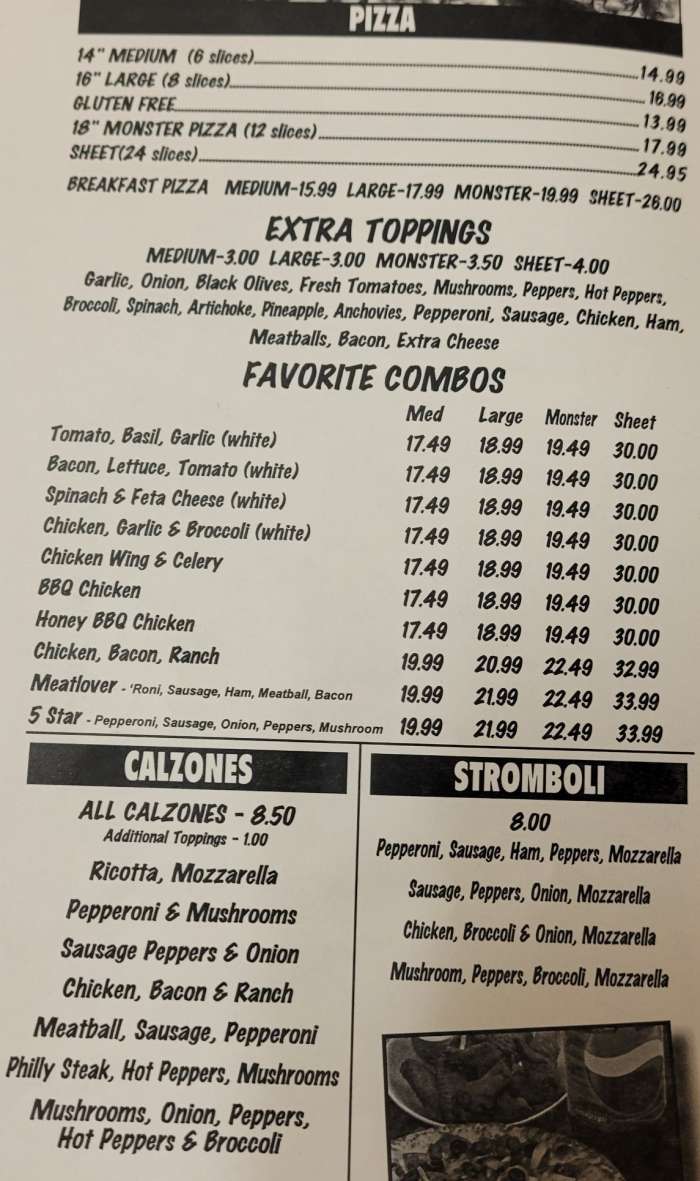 PIZZA
14" MEDIUM (6 slices) 14.99
16" LARGE (8 slices) 16.99
GLUTEN FREE 13.99
18" MONSTER PIZZA (12 slices) 17.99
SHEET(24 slices) 24.95
BREAKFAST PIZZA MEDIUM-15.99 LARGE-17.99 MONSTER-19.99 SHEET-26.00
EXTRA TOPPINGS
MEDIUM-3.00 LARGE-3.00 MONSTER-3.50 SHEET-4.00
Garlic, Onion, Black Olives, Fresh Tomatoes, Mushrooms, Peppers, Hot Peppers,
Broccoli, Spinach, Artichoke, Pineapple, Anchovies, Pepperoni, Sausage, Chicken, Ham,
Meatballs, Bacon, Extra Cheese
FAVORITE COMBOS
Med Large Monster Sheet
Tomato, Basil, Garlic (white) 17.49 18.99 19.49 30.00
Bacon, Lettuce, Tomato (white) 17.49 18.99 19.49 30.00
Spinach & Feta Cheese (white) 17.49 18.99 19.49 30.00
Chicken, Garlic & Broccoli (white) 17.49 18.99 19.49 30.00
Chicken Wing & Celery 17.49 18.99 19.49 30.00
BBQ Chicken 17.49 18.99 19.49 30.00
Honey BBQ Chicken 17.49 18.99 19.49 30.00
Chicken, Bacon, Ranch 19.99 20.99 22.49 32.99
Meatlover - 'Roni, Sausage, Ham, Meatball, Bacon 19.99 21.99 22.49 33.99
5 Star - Pepperoni, Sausage, Onion, Peppers, Mushroom 19.99 21.99 22.49 33.99
CALZONES
ALL CALZONES - 8.50
Additional Toppings - 1.00
Ricotta, Mozzarella
Pepperoni & Mushrooms
Sausage Peppers & Onion
Chicken, Bacon & Ranch
Meatball, Sausage, Pepperoni
Philly Steak, Hot Peppers, Mushrooms
Mushrooms, Onion, Peppers,
Hot Peppers & Broccoli
STROMBOLI
8.00
Pepperoni, Sausage, Ham, Peppers, Mozzarella
Sausage, Peppers, Onion, Mozzarella
Chicken, Broccoli & Onion, Mozzarella
Mushroom, Peppers, Broccoli, Mozzarella